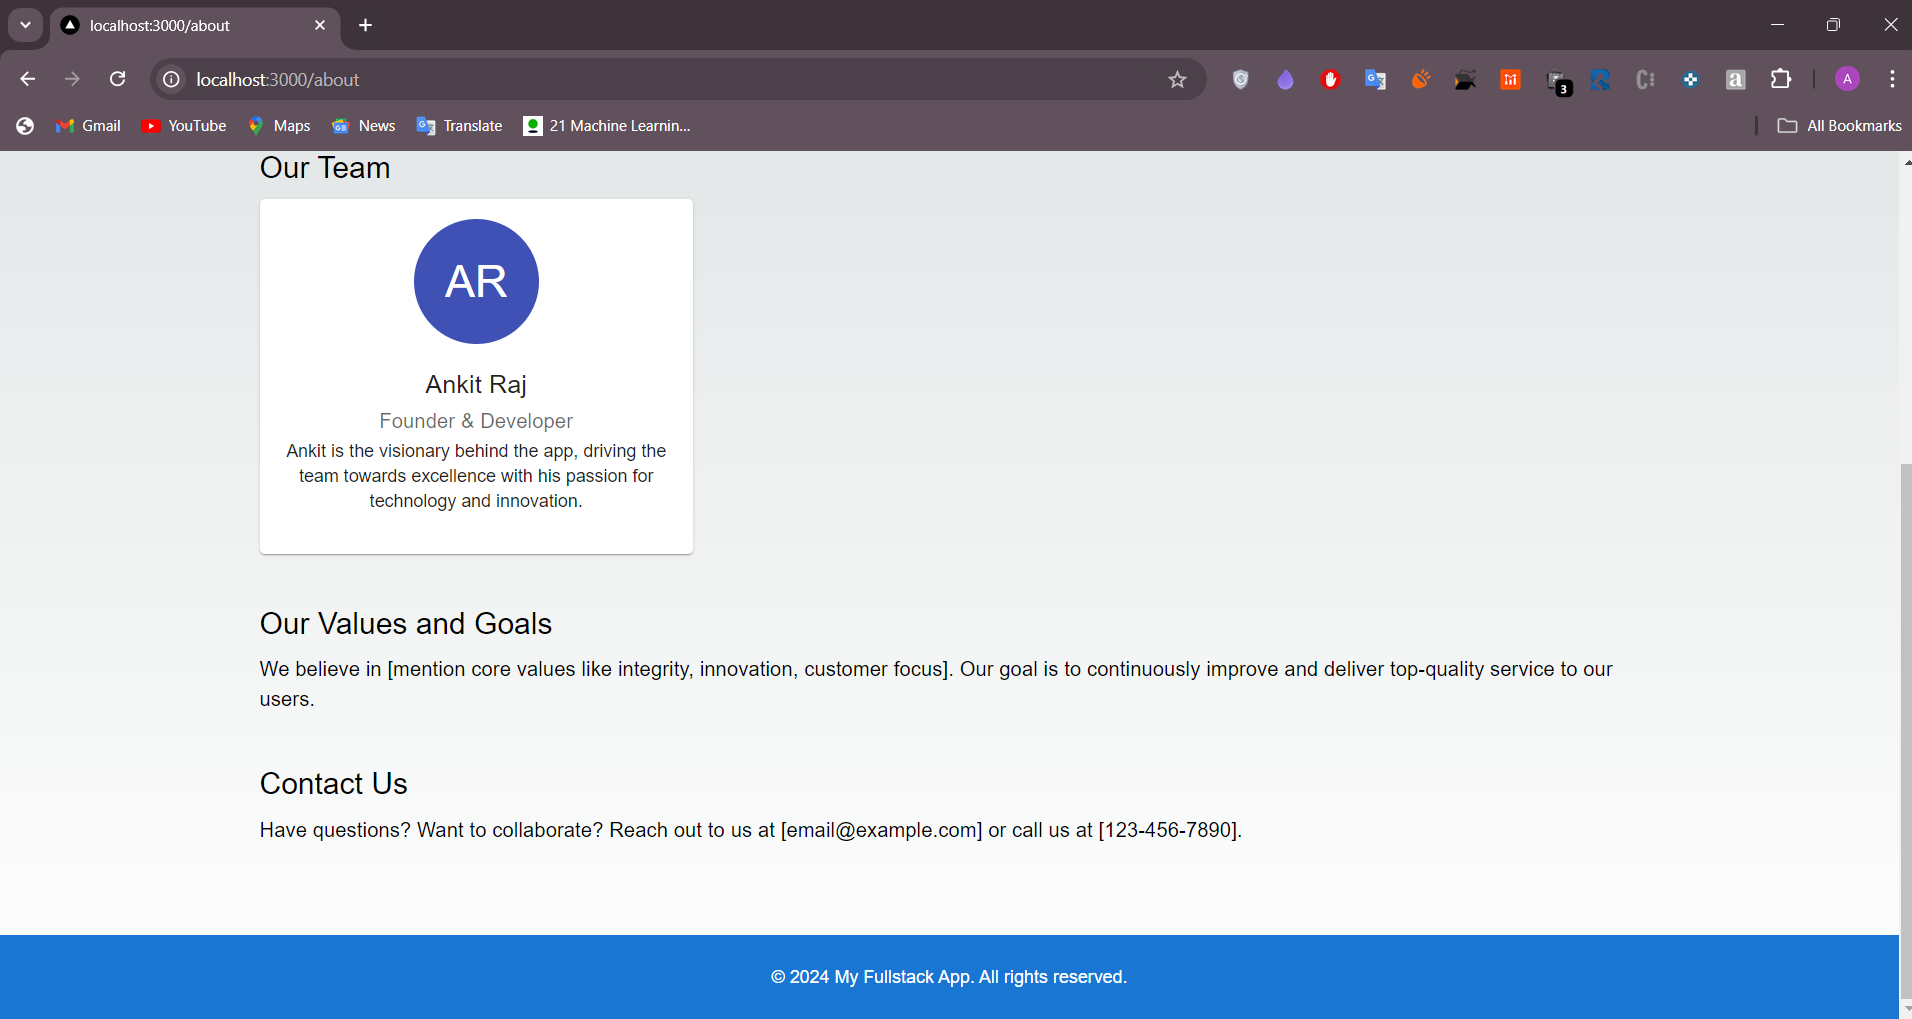 localhost:3000/about
localhost:3000/about
3
A
Gmail
YouTube
Maps
News
Translate
21 Machine Learnin...
All Bookmarks
Our Team
AR
Ankit Raj
Founder & Developer
Ankit is the visionary behind the app, driving the
team towards excellence with his passion for
technology and innovation.
Our Values and Goals
We believe in [mention core values like integrity, innovation, customer focus]. Our goal is to continuously improve and deliver top-quality service to our
users.
Contact Us
Have questions? Want to collaborate? Reach out to us at [email@example.com] or call us at [123-456-7890].
© 2024 My Fullstack App. All rights reserved.